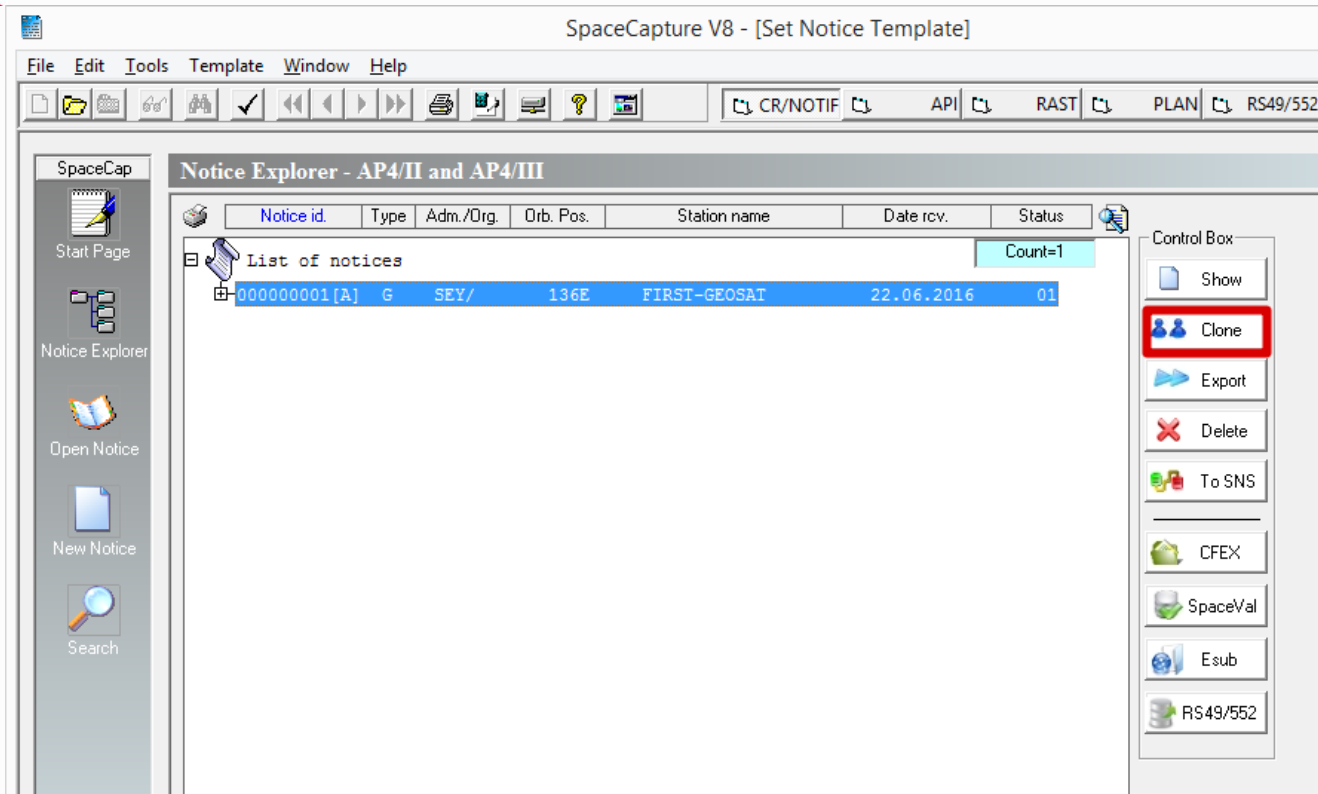 SpaceCapture V8 - [Set Notice Template]
File Edit Tools Template Window Help
CR/NOTIF API RAST PLAN RS49/552
SpaceCap
Notice Explorer - AP4/II and AP4/III
Notice id. Type Adm./Org. Orb. Pos. Station name Date rcv. Status
Start Page
List of notices
Count=1
Control Box
000000001[A] G SEY/ 136E FIRST-GEOSAT 22.06.2016 01
Show
Clone
Notice Explorer
Export
Delete
Open Notice
To SNS
New Notice
CFEX
SpaceVal
Search
Esub
RS49/552